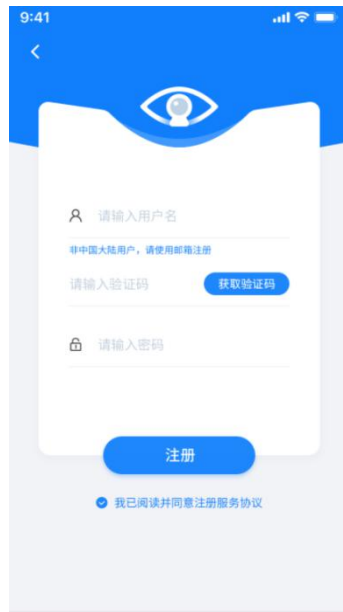 9:41
请输入用户名
非中国大陆用户，请使用邮箱注册
请输入验证码 获取验证码
请输入密码
注册
我已阅读并同意注册服务协议